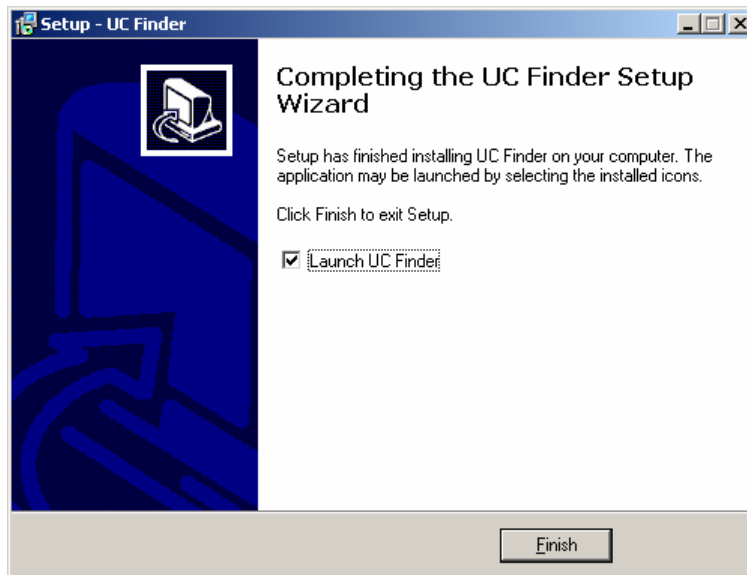 Setup - UC Finder
Completing the UC Finder Setup
Wizard
Setup has finished installing UC Finder on your computer. The
application may be launched by selecting the installed icons.
Click Finish to exit Setup.
Launch UC Finder
Finish